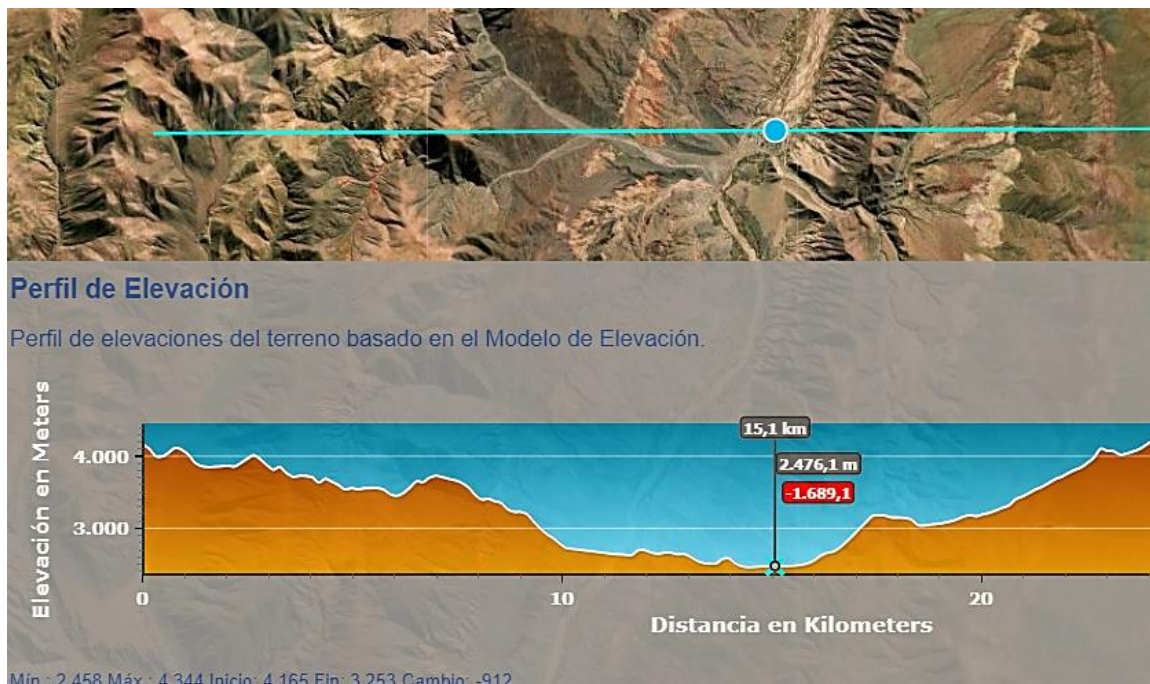 Perfil de Elevación
Perfil de elevaciones del terreno basado en el Modelo de Elevación.
Elevación en Meters
4.000
3.000
15,1 km
2.476,1 m
-1.689,1
0
10
20
Distancia en Kilometers
Mín.: 2.458 Máx.: 4.344 Inicio: 4.165 Fin: 3.253 Cambio: -912